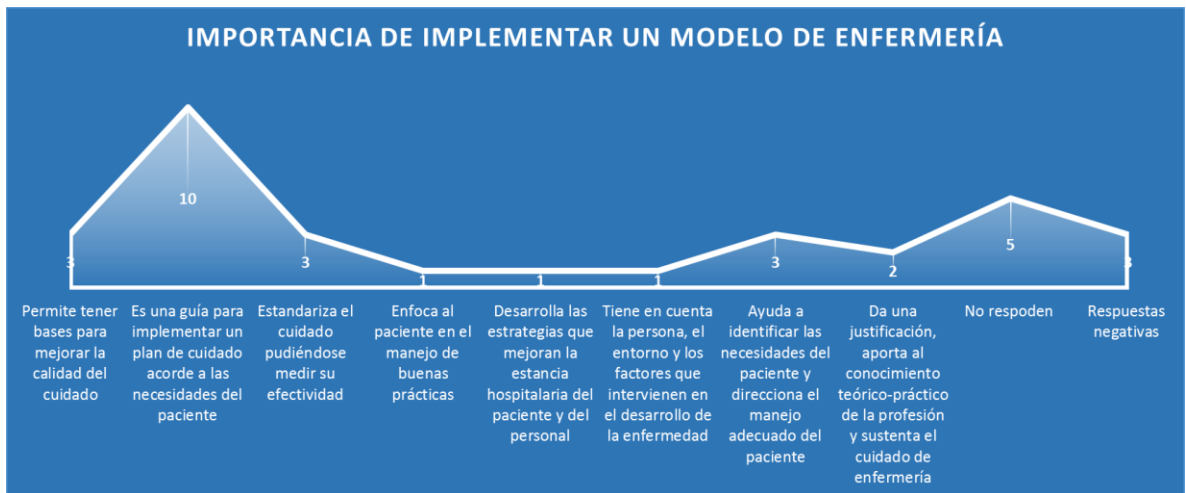 IMPORTANCIA DE IMPLEMENTAR UN MODELO DE ENFERMERÍA
3
10
3
1
1
1
3
2
5
3
Permite tener
bases para
mejorar la
calidad del
cuidado
Es una guía para
implementar un
plan de cuidado
acorde a las
necesidades del
paciente
Estandariza el
cuidado
pudiéndose
medir su
efectividad
Enfoca al
paciente en el
manejo de
buenas
prácticas
Desarrolla las
estrategias que
mejoran la
estancia
hospitalaria del
paciente y del
personal
Tiene en cuenta
la persona, el
entorno y los
factores que
intervienen en
el desarrollo de
la enfermedad
Ayuda a
identificar las
necesidades del
paciente y
direcciona el
manejo
adecuado del
paciente
Da una
justificación,
aporta al
conocimiento
teórico-práctico
de la profesión
y sustenta el
cuidado de
enfermería
No responden
Respuestas
negativas